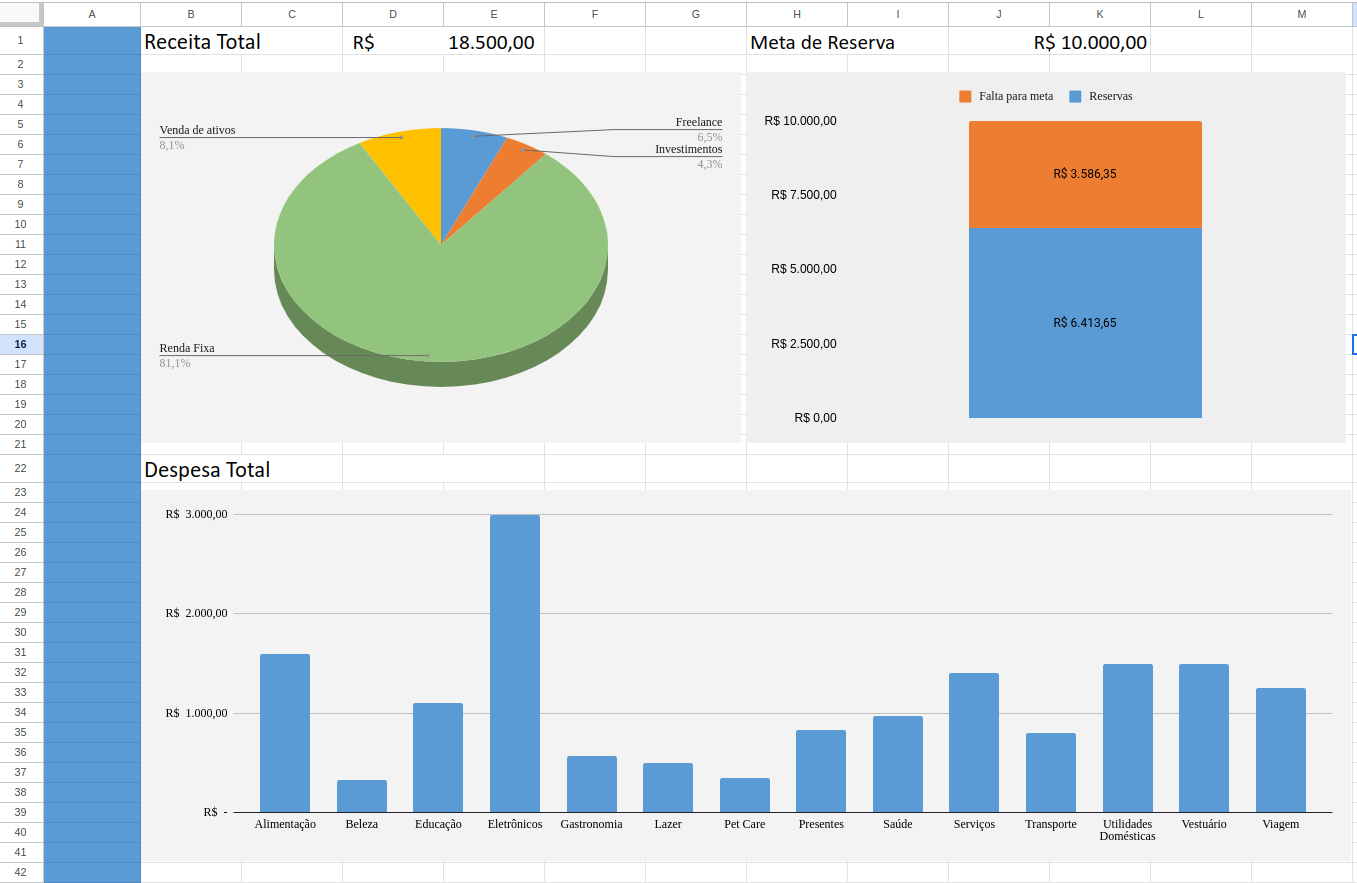 A B C D E F G H I J K L M
1 Receita Total R$ 18.500,00 Meta de Reserva R$ 10.000,00
2
3
4
5
6
7
8
9
10
11
12
13
14
15
16
17
18
19
20
21
Venda de ativos
8,1%
Freelance
6,5%
Investimentos
4,3%
Renda Fixa
81,1%
Falta para meta Reservas
R$ 10.000,00
R$ 7.500,00
R$ 5.000,00
R$ 2.500,00
R$ 0,00
R$ 3.586,35
R$ 6.413,65
22 Despesa Total
23
24
25
26
27
28
29
30
31
32
33
34
35
36
37
38
39
40
41
42
R$ 3.000,00
R$ 2.000,00
R$ 1.000,00
R$ -
Alimentação Beleza Educação Eletrônicos Gastronomia Lazer Pet Care Presentes Saúde Serviços Transporte Utilidades Vestuário Viagem
Domésticas